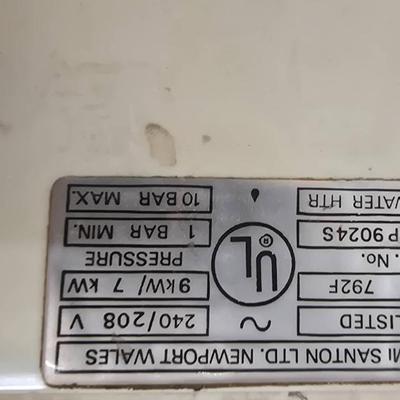 Mi SANTON LTD. NEWPORT WALES
LISTED ~ 240/208 V
792F UL® 9kW/7 kW
. No. PRESSURE
P 9024S 1 BAR MIN.
WATER HTR 10 BAR MAX.